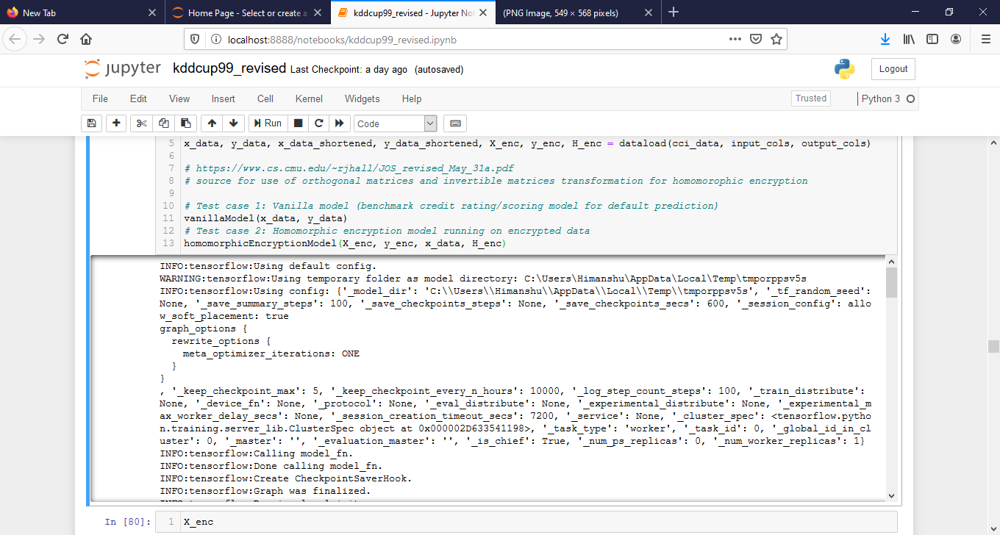 New Tab
Home Page - Select or create a
kddcup99_revised - Jupyter Not
(PNG Image, 549 × 568 pixels)
localhost:8888/notebooks/kddcup99_revised.ipynb
jupyter kddcup99_revised Last Checkpoint: a day ago (autosaved)
Logout
File Edit View Insert Cell Kernel Widgets Help
Trusted
Python 3
Run
Code
5 x_data, y_data, x_data_shortened, y_data_shortened, X_enc, y_enc, H_enc = dataload(cci_data, input_cols, output_cols)
6
7 # https://www.cs.cmu.edu/~rjhall/JOS_revised_May_31a.pdf
8 # source for use of orthogonal matrices and invertible matrices transformation for homomorophic encryption
9
10 # Test case 1: Vanilla model (benchmark credit rating/scoring model for default prediction)
11 vanillaModel(x_data, y_data)
12 # Test case 2: Homomorphic encryption model running on encrypted data
13 homomorphicEncryptionModel(X_enc, y_enc, x_data, H_enc)
INFO:tensorflow:Using default config.
WARNING:tensorflow:Using temporary folder as model directory: C:\Users\Himanshu\AppData\Local\Temp\tmporppsv5s
INFO:tensorflow:Using config: {'_model_dir': 'C:\\Users\\Himanshu\\AppData\\Local\\Temp\\tmporppsv5s', '_tf_random_seed':
None, '_save_summary_steps': 100, '_save_checkpoints_steps': None, '_save_checkpoints_secs': 600, '_session_config': allo
w_soft_placement: true
graph_options {
  rewrite_options {
    meta_optimizer_iterations: ONE
  }
}
, '_keep_checkpoint_max': 5, '_keep_checkpoint_every_n_hours': 10000, '_log_step_count_steps': 100, '_train_distribute':
None, '_device_fn': None, '_protocol': None, '_eval_distribute': None, '_experimental_distribute': None, '_experimental_m
ax_worker_delay_secs': None, '_session_creation_timeout_secs': 7200, '_service': None, '_cluster_spec': <tensorflow.pytho
n.training.server_lib.ClusterSpec object at 0x000002D633541198>, '_task_type': 'worker', '_task_id': 0, '_global_id_in_cl
uster': 0, '_master': '', '_evaluation_master': '', '_is_chief': True, '_num_ps_replicas': 0, '_num_worker_replicas': 1}
INFO:tensorflow:Calling model_fn.
INFO:tensorflow:Done calling model_fn.
INFO:tensorflow:Create CheckpointSaverHook.
INFO:tensorflow:Graph was finalized.
In [80]: 1 X_enc